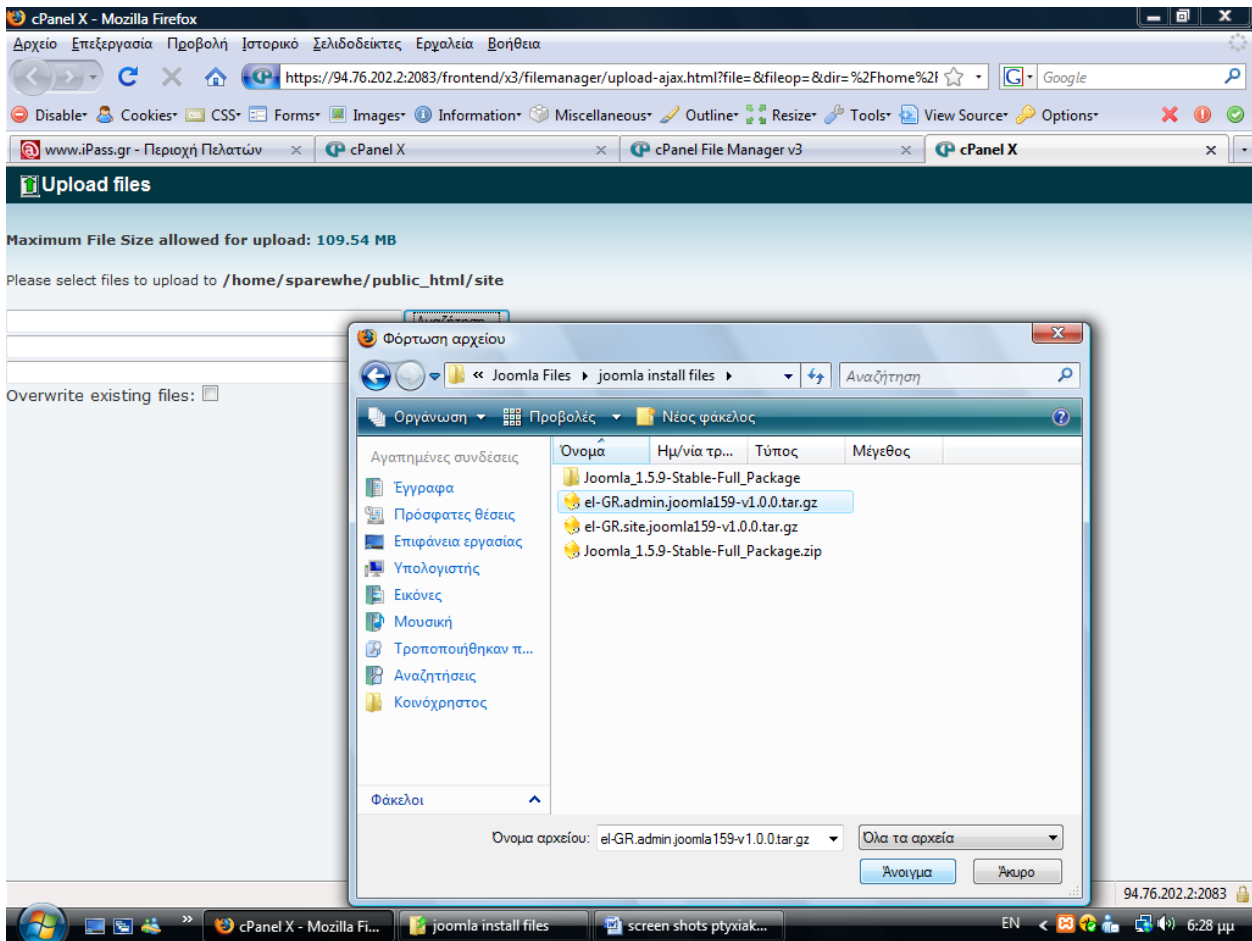 cPanel X - Mozilla Firefox
Αρχείο Επεξεργασία Προβολή Ιστορικό Σελιδοδείκτες Εργαλεία Βοήθεια
https://94.76.202.2:2083/frontend/x3/filemanager/upload-ajax.html?file=&fileop=&dir=%2Fhome%2F
Google
Disable Cookies CSS Forms Images Information Miscellaneous Outline Resize Tools View Source Options
www.iPass.gr - Περιοχή Πελατών
cPanel X
cPanel File Manager v3
cPanel X
Upload files
Maximum File Size allowed for upload: 109.54 MB
Please select files to upload to /home/sparewhe/public_html/site
Overwrite existing files:
Φόρτωση αρχείου
« Joomla Files joomla install files
Αναζήτηση
Οργάνωση Προβολές Νέος φάκελος
Αγαπημένες συνδέσεις
Έγγραφα
Πρόσφατες θέσεις
Επιφάνεια εργασίας
Υπολογιστής
Εικόνες
Μουσική
Τροποποιήθηκαν π...
Αναζητήσεις
Κοινόχρηστος
Φάκελοι
Όνομα Ημ/νία τρ... Τύπος Μέγεθος
Joomla_1.5.9-Stable-Full_Package
el-GR.admin.joomla159-v1.0.0.tar.gz
el-GR.site.joomla159-v1.0.0.tar.gz
Joomla_1.5.9-Stable-Full_Package.zip
Όνομα αρχείου: el-GR.admin.joomla159-v1.0.0.tar.gz Όλα τα αρχεία
Άνοιγμα Άκυρο
94.76.202.2:2083
cPanel X - Mozilla Fi...
joomla install files
screen shots ptyxiak...
EN
6:28 μμ